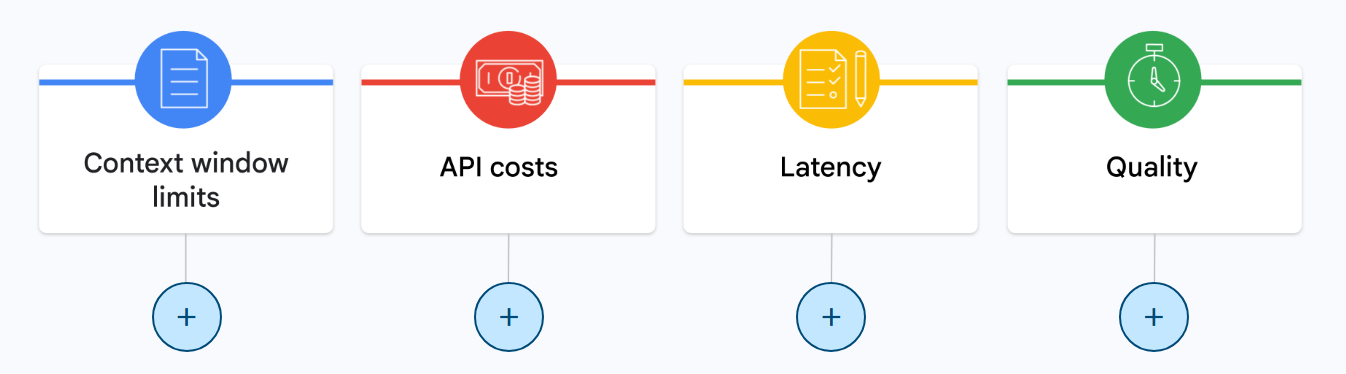 Context window
limits
API costs
Latency
Quality
+
+
+
+